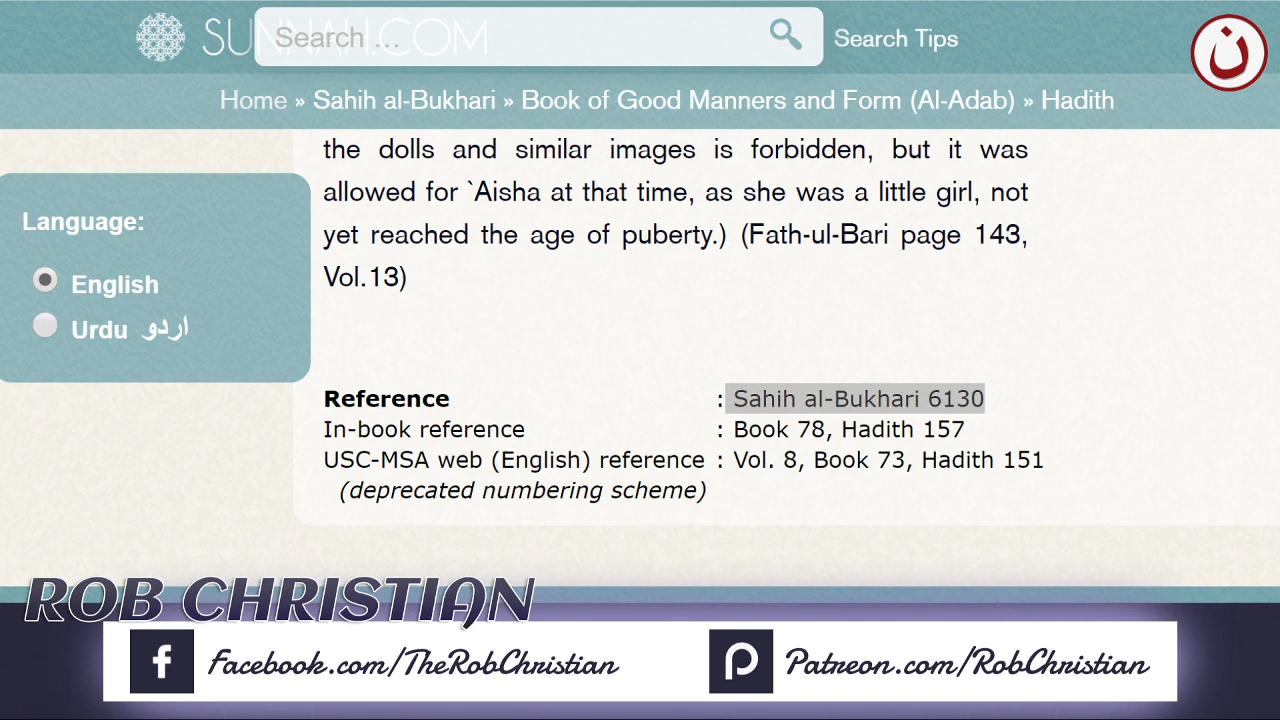 SUNNAH.COM
Search ...
Search Tips
ن
Home » Sahih al-Bukhari » Book of Good Manners and Form (Al-Adab) » Hadith
the dolls and similar images is forbidden, but it was
allowed for `Aisha at that time, as she was a little girl, not
yet reached the age of puberty.) (Fath-ul-Bari page 143,
Vol.13)
Language:
English
Urdu اردو
Reference : Sahih al-Bukhari 6130
In-book reference : Book 78, Hadith 157
USC-MSA web (English) reference : Vol. 8, Book 73, Hadith 151
(deprecated numbering scheme)
ROB CHRISTIAN
Facebook.com/TheRobChristian
Patreon.com/RobChristian